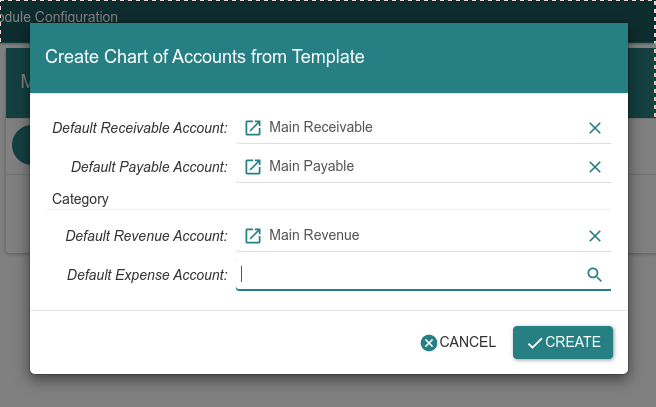 odule Configuration
Create Chart of Accounts from Template
M
Default Receivable Account: Main Receivable
Default Payable Account: Main Payable
Category
Default Revenue Account: Main Revenue
Default Expense Account:
CANCEL CREATE